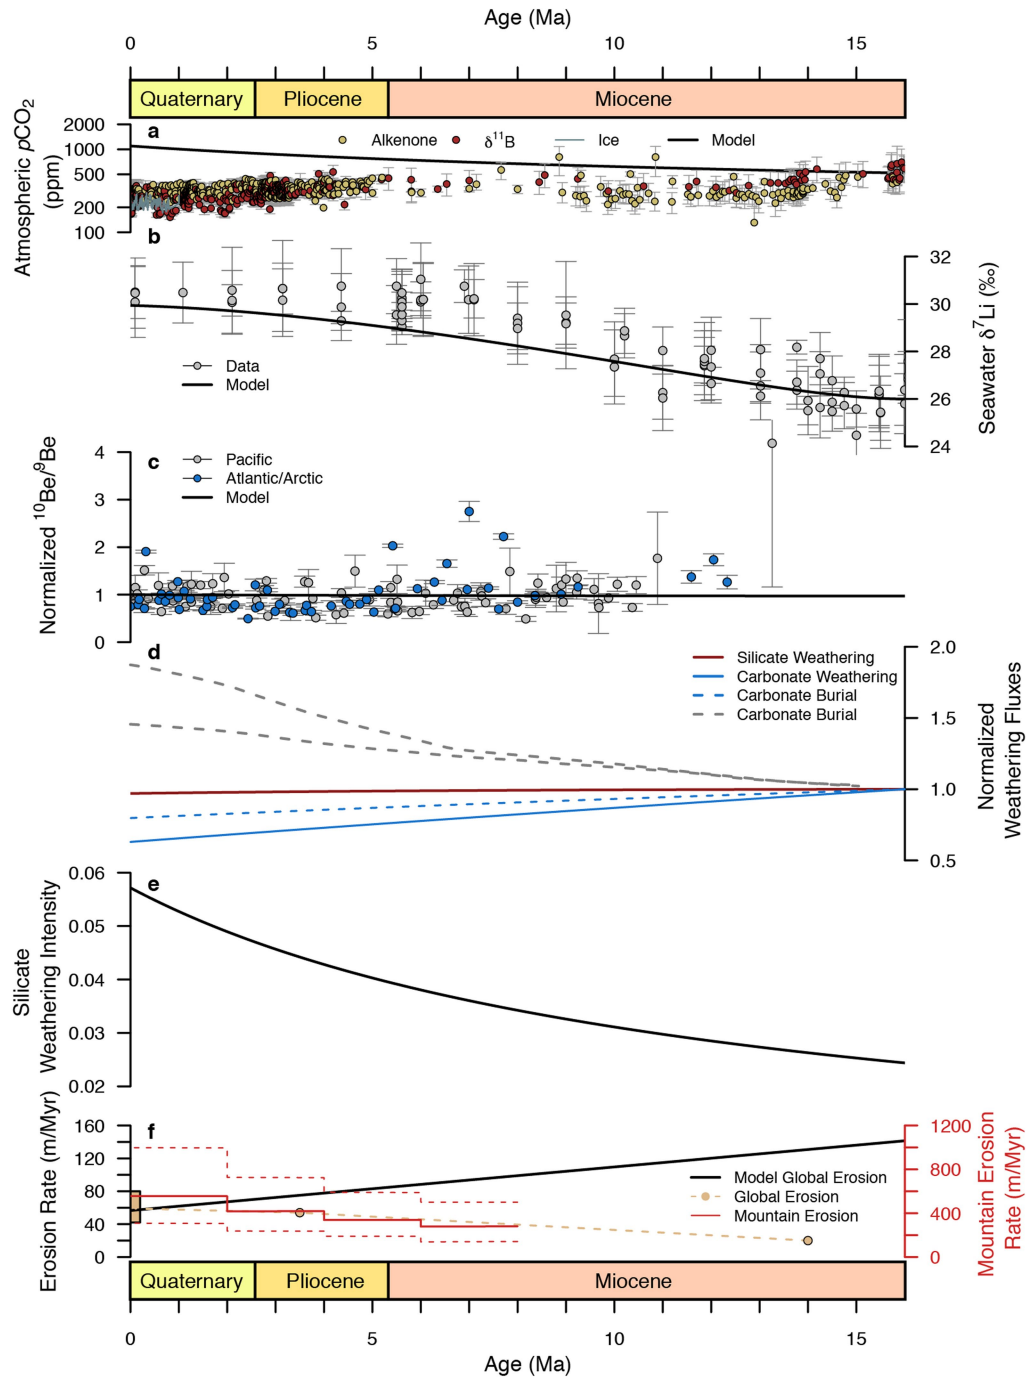 Age (Ma)
0 5 10 15
Quaternary Pliocene Miocene
a
Atmospheric pCO2 (ppm)
2000
1000
500
200
100
Alkenone δ11B Ice Model
b
Seawater δ7Li (‰)
32
30
28
26
24
Data
Model
c
Normalized 10Be/9Be
4
3
2
1
0
Pacific
Atlantic/Arctic
Model
d
Normalized Weathering Fluxes
2.0
1.5
1.0
0.5
Silicate Weathering
Carbonate Weathering
Carbonate Burial
Carbonate Burial
e
Silicate Weathering Intensity
0.06
0.05
0.04
0.03
0.02
f
Erosion Rate (m/Myr)
160
120
80
40
0
Model Global Erosion
Global Erosion
Mountain Erosion
1200
800
400
0
Mountain Erosion Rate (m/Myr)
Quaternary Pliocene Miocene
0 5 10 15
Age (Ma)